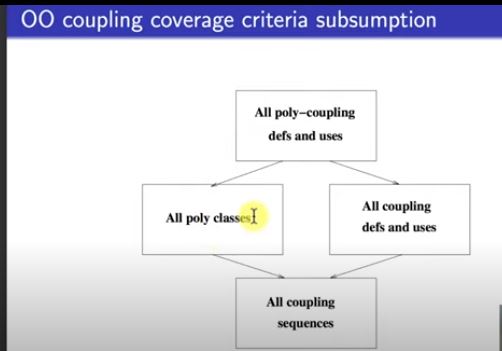 OO coupling coverage criteria subsumption
All poly-coupling
defs and uses
All poly classes
All coupling
defs and uses
All coupling
sequences